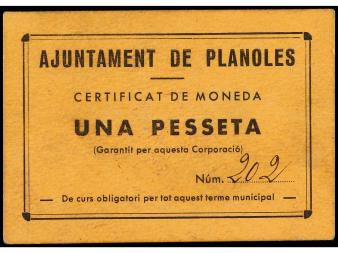 AJUNTAMENT DE PLANOLES
CERTIFICAT DE MONEDA
UNA PESSETA
(Garantit per aquesta Corporació)
Núm. 202
— De curs obligatori per tot aquest terme municipal —